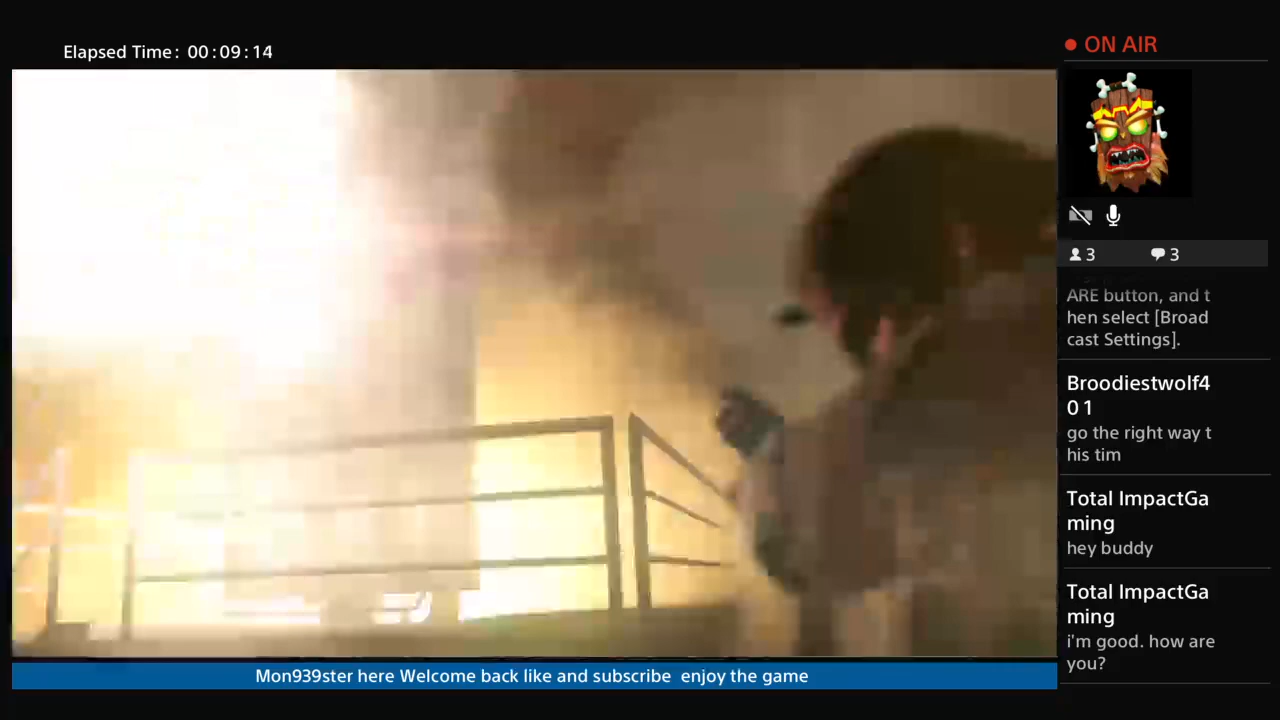 Elapsed Time: 00:09:14
ON AIR
3
3
ARE button, and t
hen select [Broad
cast Settings].
Broodiestwolf4
01
go the right way t
his tim
Total ImpactGa
ming
hey buddy
Total ImpactGa
ming
i'm good. how are
you?
Mon939ster here Welcome back like and subscribe enjoy the game